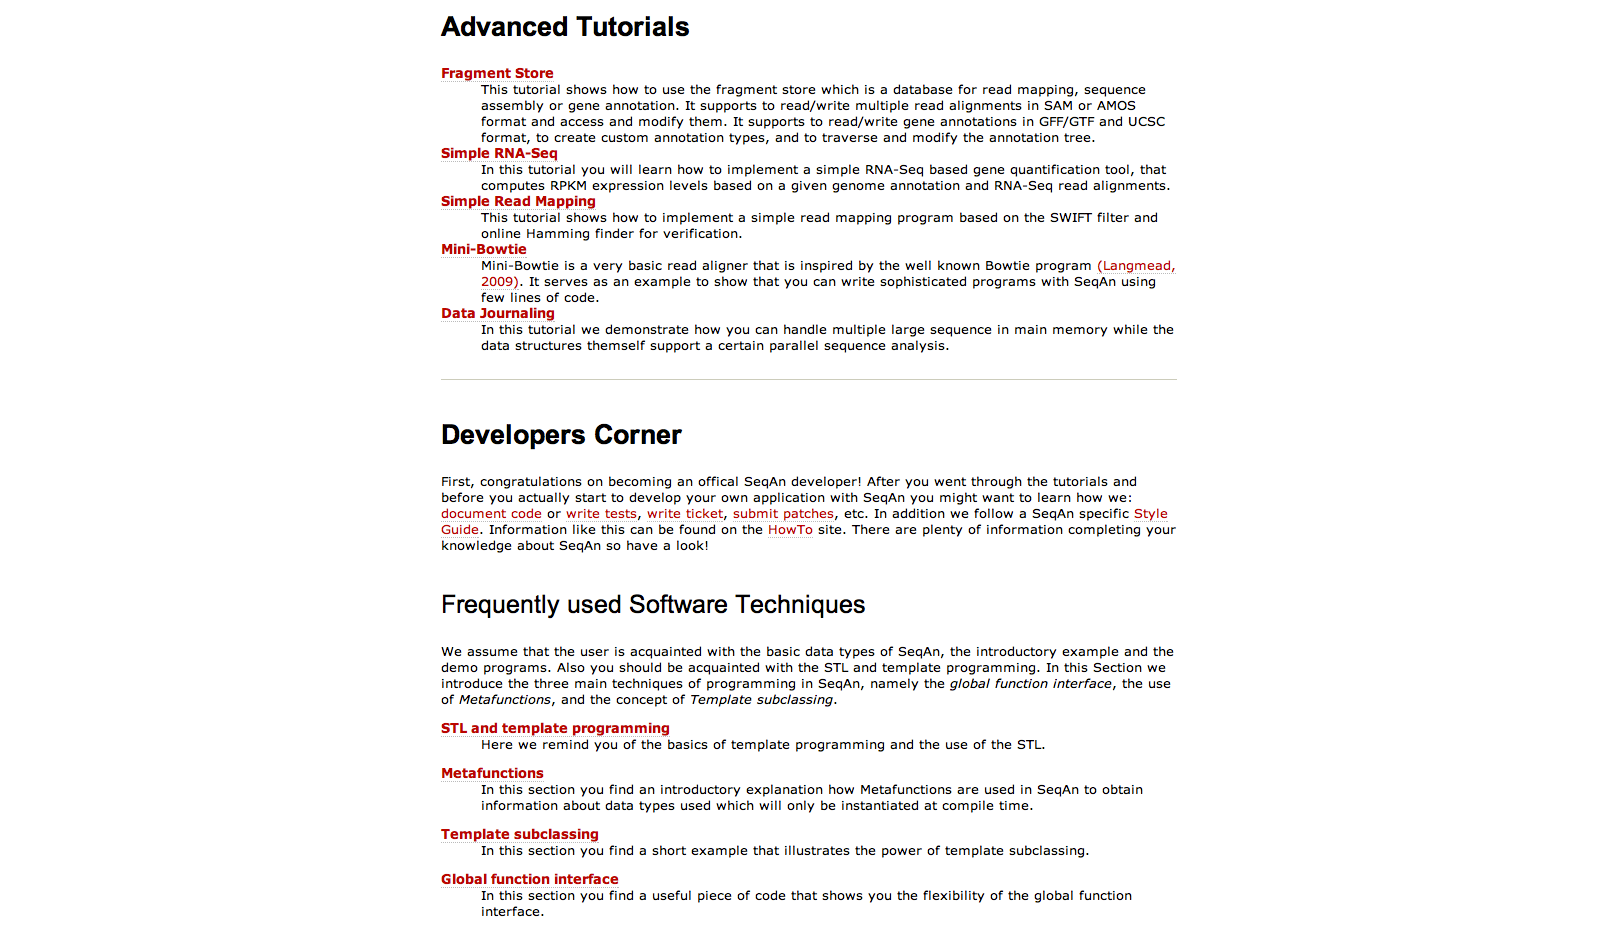 Advanced Tutorials
Fragment Store
This tutorial shows how to use the fragment store which is a database for read mapping, sequence
assembly or gene annotation. It supports to read/write multiple read alignments in SAM or AMOS
format and access and modify them. It supports to read/write gene annotations in GFF/GTF and UCSC
format, to create custom annotation types, and to traverse and modify the annotation tree.
Simple RNA-Seq
In this tutorial you will learn how to implement a simple RNA-Seq based gene quantification tool, that
computes RPKM expression levels based on a given genome annotation and RNA-Seq read alignments.
Simple Read Mapping
This tutorial shows how to implement a simple read mapping program based on the SWIFT filter and
online Hamming finder for verification.
Mini-Bowtie
Mini-Bowtie is a very basic read aligner that is inspired by the well known Bowtie program (Langmead,
2009). It serves as an example to show that you can write sophisticated programs with SeqAn using
few lines of code.
Data Journaling
In this tutorial we demonstrate how you can handle multiple large sequence in main memory while the
data structures themself support a certain parallel sequence analysis.
Developers Corner
First, congratulations on becoming an offical SeqAn developer! After you went through the tutorials and
before you actually start to develop your own application with SeqAn you might want to learn how we:
document code or write tests, write ticket, submit patches, etc. In addition we follow a SeqAn specific Style
Guide. Information like this can be found on the HowTo site. There are plenty of information completing your
knowledge about SeqAn so have a look!
Frequently used Software Techniques
We assume that the user is acquainted with the basic data types of SeqAn, the introductory example and the
demo programs. Also you should be acquainted with the STL and template programming. In this Section we
introduce the three main techniques of programming in SeqAn, namely the global function interface, the use
of Metafunctions, and the concept of Template subclassing.
STL and template programming
Here we remind you of the basics of template programming and the use of the STL.
Metafunctions
In this section you find an introductory explanation how Metafunctions are used in SeqAn to obtain
information about data types used which will only be instantiated at compile time.
Template subclassing
In this section you find a short example that illustrates the power of template subclassing.
Global function interface
In this section you find a useful piece of code that shows you the flexibility of the global function
interface.